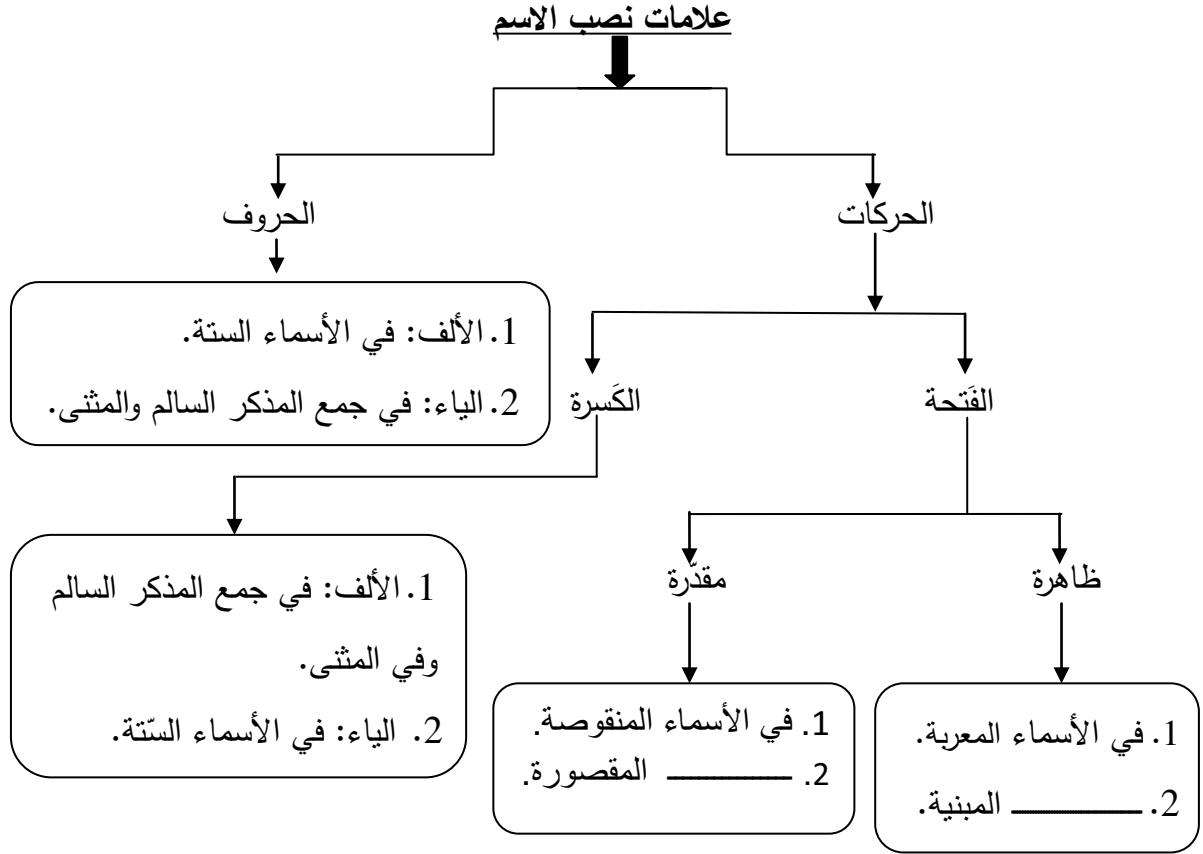 علامات نصب الاسم
الحركات
الحروف
1. الألف: في الأسماء الستة.
2. الياء: في جمع المذكر السالم والمثنى.
الفَتحة
الكَسرة
ظاهرة
مقدّرة
1. في الأسماء المعربة.
2. ـــــــــــ المبنية.
1. في الأسماء المنقوصة.
2. ـــــــــــ المقصورة.
1. الألف: في جمع المذكر السالم
وفي المثنى.
2. الياء: في الأسماء السّتة.